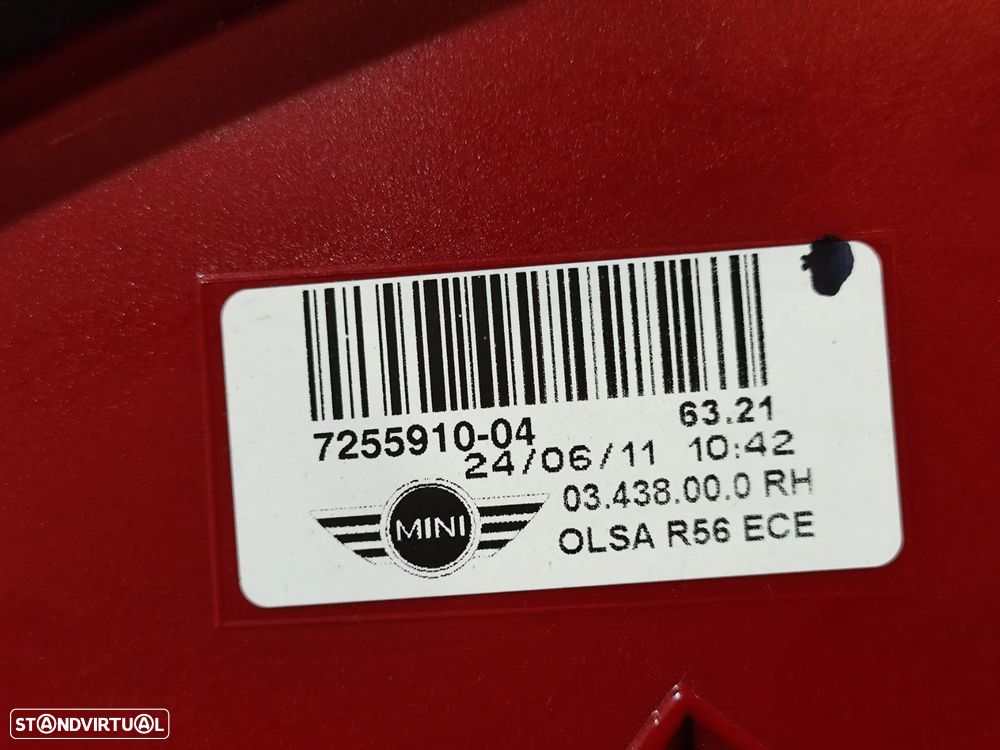 7255910-04
63.21
24/06/11 10:42
03.438.00.0 RH
OLSA R56 ECE
MINI
STANDVIRTUAL